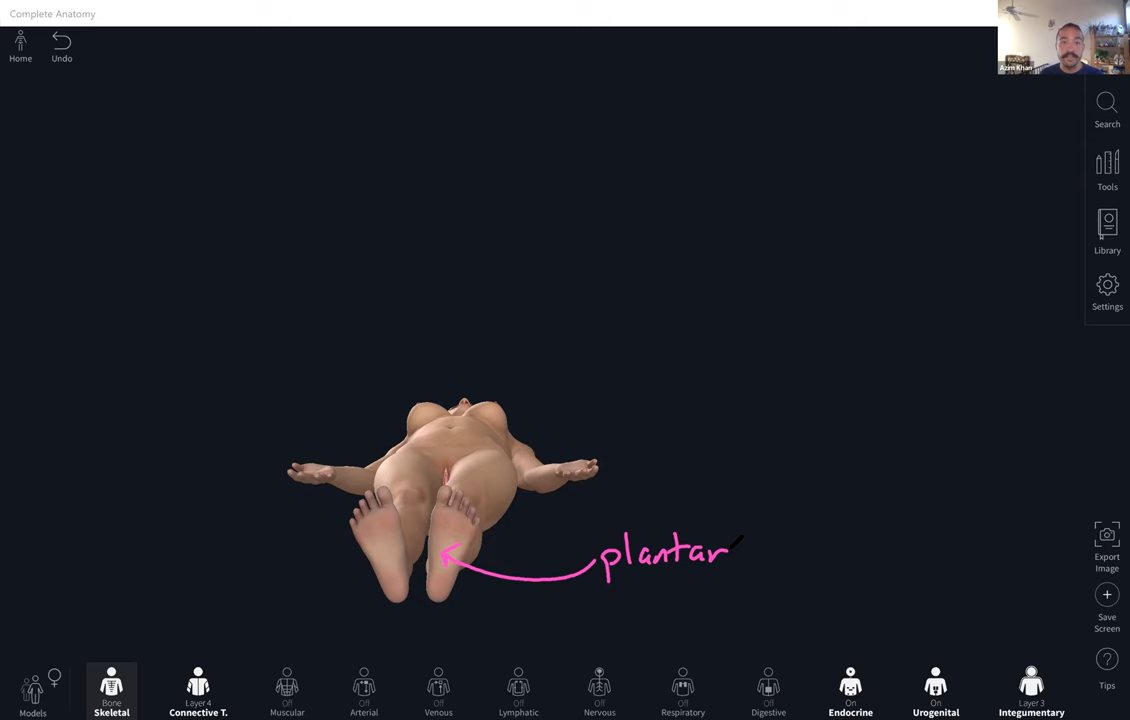 Complete Anatomy
Home
Undo
Azim Khan
Search
Tools
Library
Settings
plantar
Export
Image
Save
Screen
Tips
Models
Bone
Skeletal
Layer 4
Connective T.
Off
Muscular
Off
Arterial
Off
Venous
Off
Lymphatic
Off
Nervous
Off
Respiratory
Off
Digestive
On
Endocrine
On
Urogenital
Layer 3
Integumentary